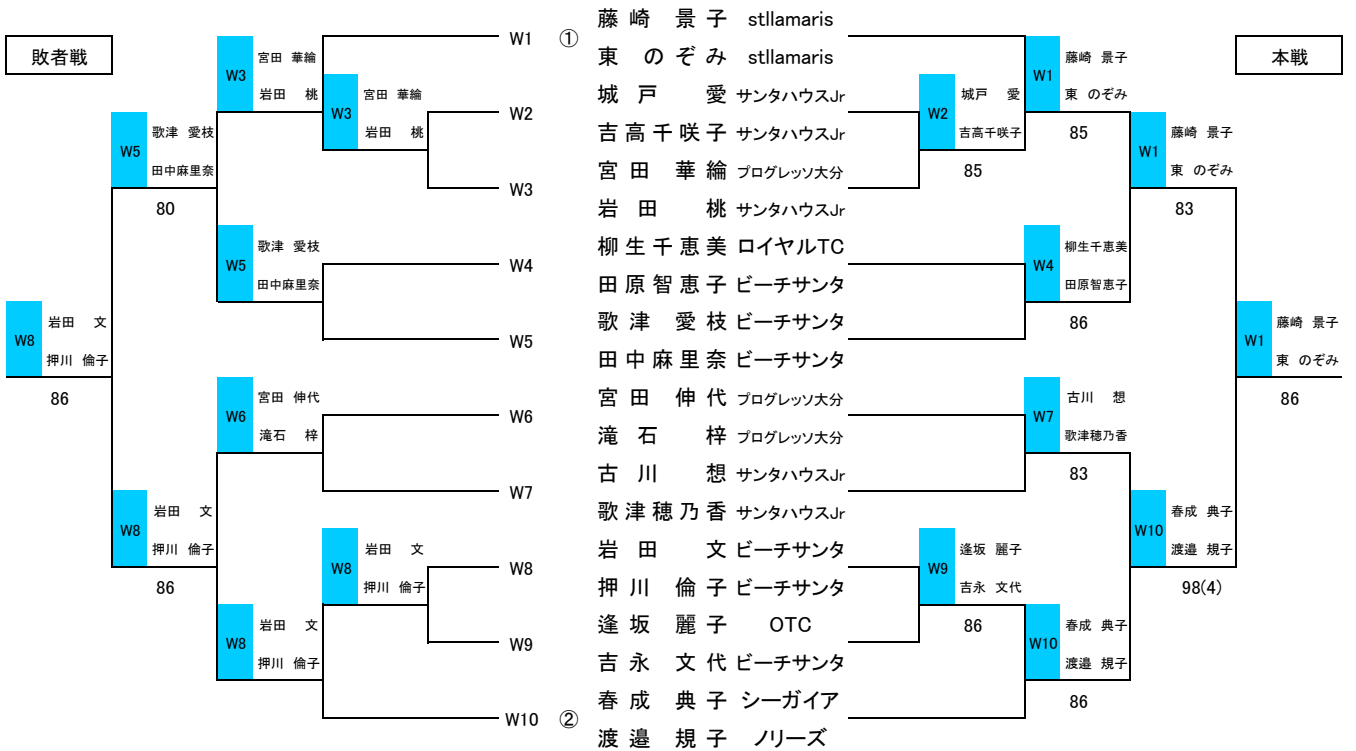 敗者戦
本戦
W8
岩田 文
押川 倫子
86
W5
歌津 愛枝
田中麻里奈
80
W8
岩田 文
押川 倫子
86
W3
宮田 華綸
岩田 桃
W5
歌津 愛枝
田中麻里奈
W6
宮田 伸代
滝石 梓
W8
岩田 文
押川 倫子
W3
宮田 華綸
岩田 桃
W8
岩田 文
押川 倫子
W1 ① 藤崎 景子 stllamaris
東 のぞみ stllamaris
W2 城戸 愛 サンタハウスJr
吉高千咲子 サンタハウスJr
W3 宮田 華綸 プログレッソ大分
岩田 桃 サンタハウスJr
W4 柳生千恵美 ロイヤルTC
田原智恵子 ビーチサンタ
W5 歌津 愛枝 ビーチサンタ
田中麻里奈 ビーチサンタ
W6 宮田 伸代 プログレッソ大分
滝石 梓 プログレッソ大分
W7 古川 想 サンタハウスJr
歌津穂乃香 サンタハウスJr
W8 岩田 文 ビーチサンタ
押川 倫子 ビーチサンタ
W9 逢坂 麗子 OTC
吉永 文代 ビーチサンタ
W10 ② 春成 典子 シーガイア
渡邉 規子 ノリーズ
W2
城戸 愛
吉高千咲子
85
W9
逢坂 麗子
吉永 文代
86
W1
藤崎 景子
東 のぞみ
85
W4
柳生千恵美
田原智恵子
86
W7
古川 想
歌津穂乃香
83
W10
春成 典子
渡邉 規子
86
W1
藤崎 景子
東 のぞみ
83
W10
春成 典子
渡邉 規子
98(4)
W1
藤崎 景子
東 のぞみ
86